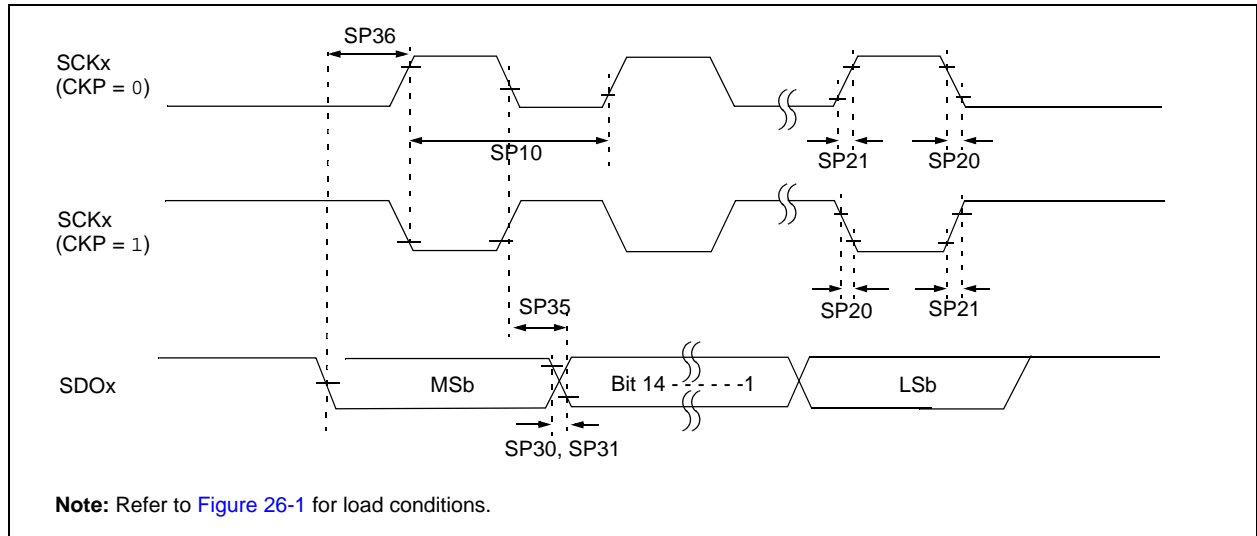 SP36
SCKx
(CKP = 0)
SP10
SP21
SP20
SCKx
(CKP = 1)
SP35
SP20
SP21
SDOx
MSb
Bit 14 - - - - - -1
LSb
SP30, SP31
Note: Refer to Figure 26-1 for load conditions.